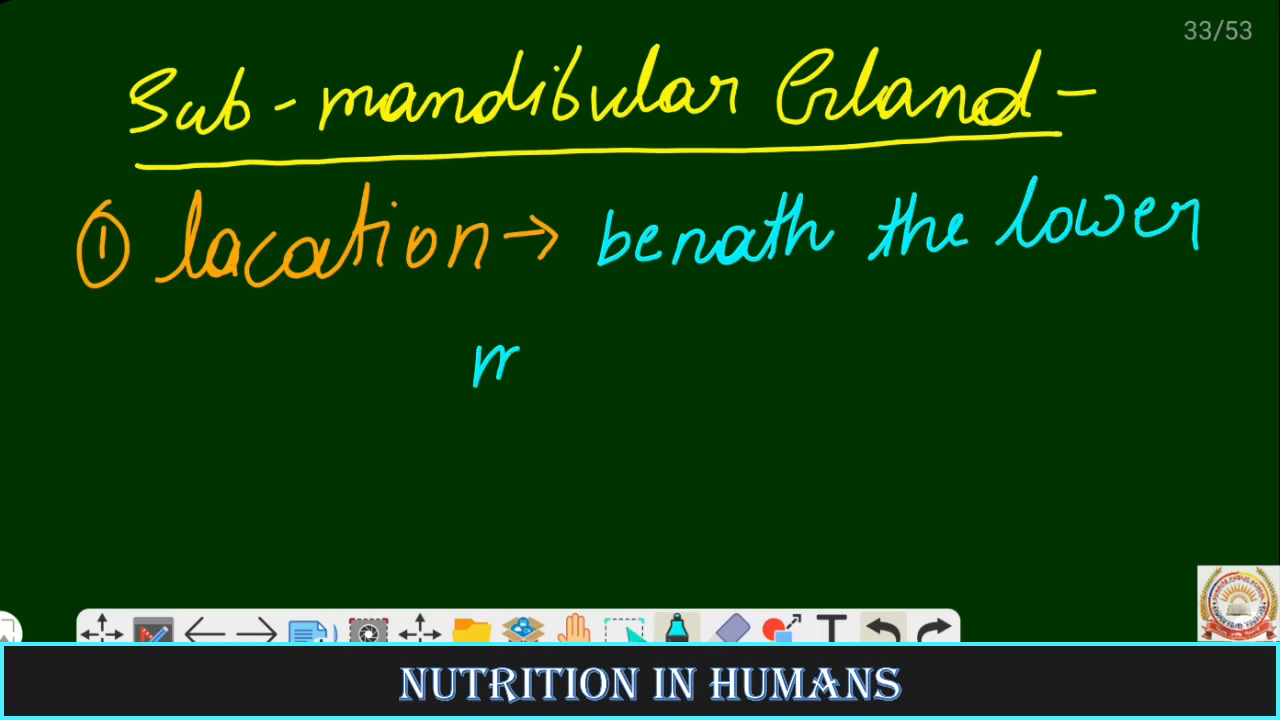 33/53
Sub-mandibular Gland-
① lacation → benath the lower
m
NUTRITION IN HUMANS